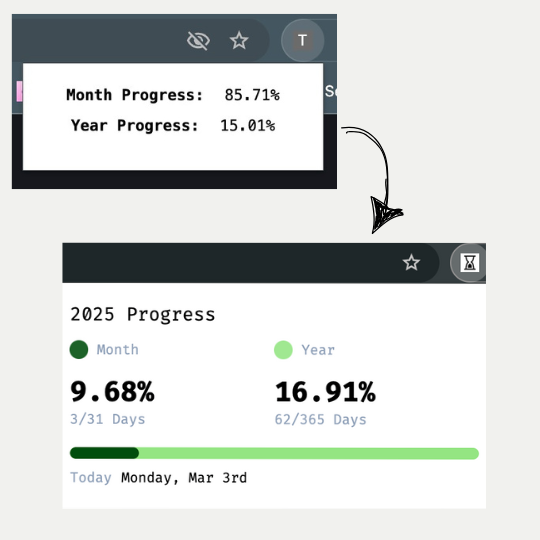 T
Month Progress: 85.71%
Year Progress: 15.01%
2025 Progress
Month
Year
9.68%
16.91%
3/31 Days
62/365 Days
Today Monday, Mar 3rd